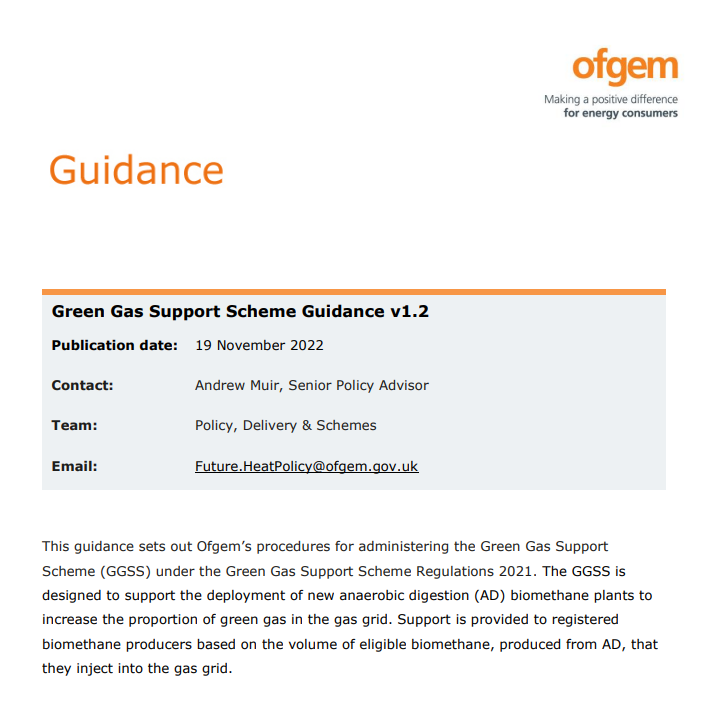 ofgem
Making a positive difference
for energy consumers
Guidance
Green Gas Support Scheme Guidance v1.2
Publication date: 19 November 2022
Contact: Andrew Muir, Senior Policy Advisor
Team: Policy, Delivery & Schemes
Email: Future.HeatPolicy@ofgem.gov.uk
This guidance sets out Ofgem’s procedures for administering the Green Gas Support
Scheme (GGSS) under the Green Gas Support Scheme Regulations 2021. The GGSS is
designed to support the deployment of new anaerobic digestion (AD) biomethane plants to
increase the proportion of green gas in the gas grid. Support is provided to registered
biomethane producers based on the volume of eligible biomethane, produced from AD, that
they inject into the gas grid.